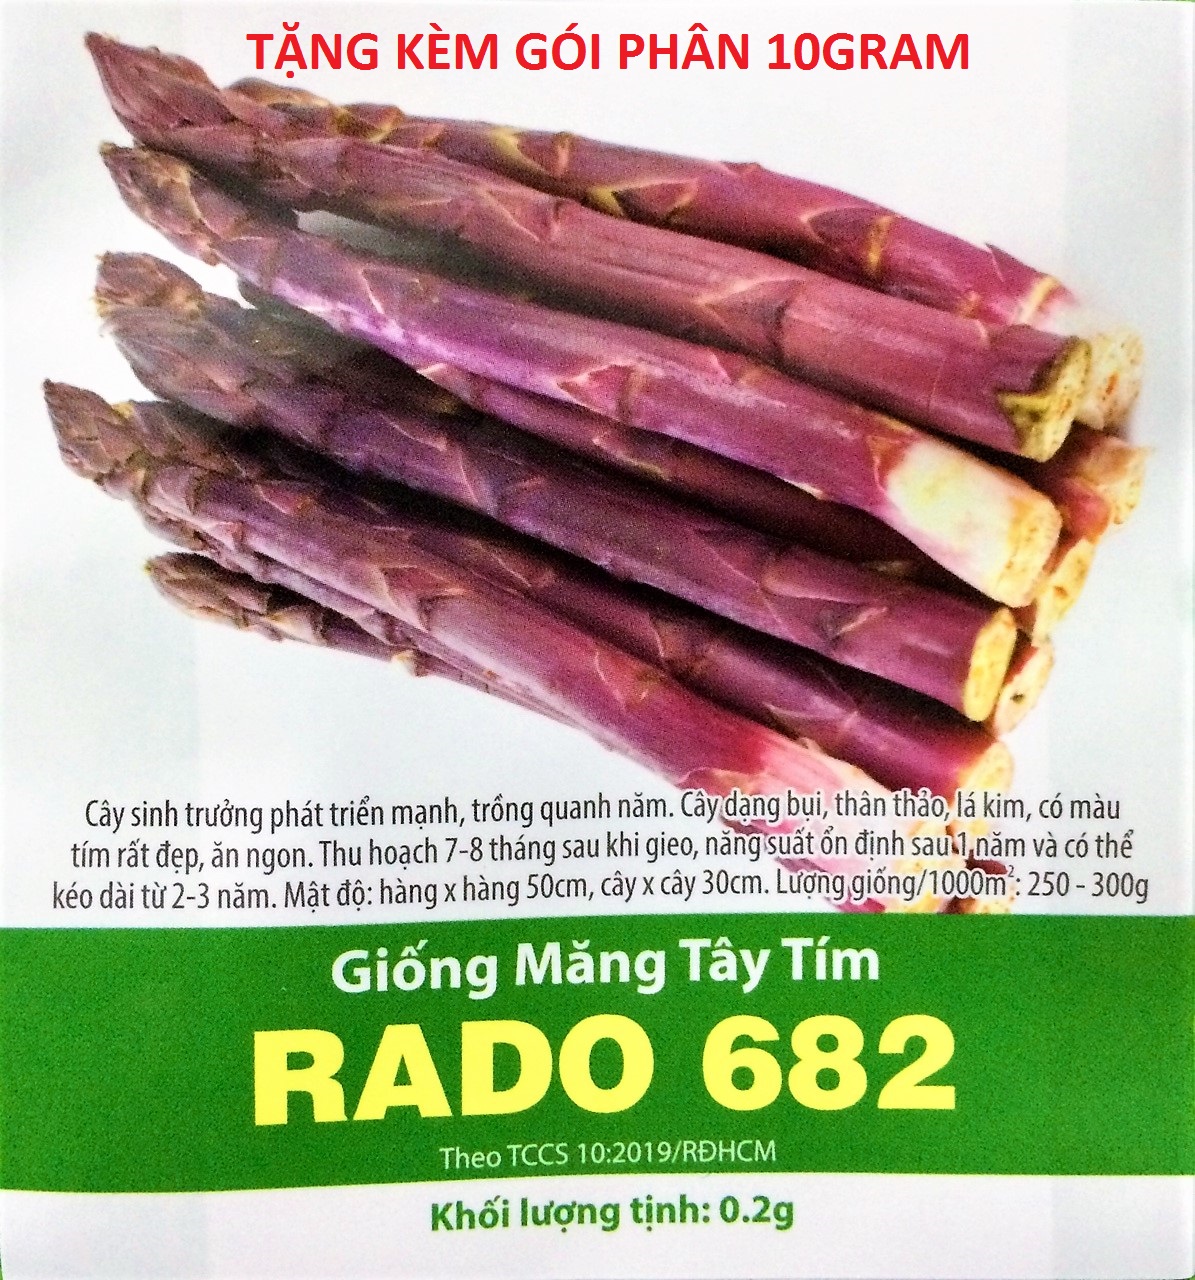 TẶNG KÈM GÓI PHÂN 10GRAM
Cây sinh trưởng phát triển mạnh, trồng quanh năm. Cây dạng bụi, thân thảo, lá kim, có màu
tím rất đẹp, ăn ngon. Thu hoạch 7-8 tháng sau khi gieo, năng suất ổn định sau 1 năm và có thể
kéo dài từ 2-3 năm. Mật độ: hàng x hàng 50cm, cây x cây 30cm. Lượng giống/1000m²: 250 - 300g
Giống Măng Tây Tím
RADO 682
Theo TCCS 10:2019/RĐHCM
Khối lượng tịnh: 0.2g